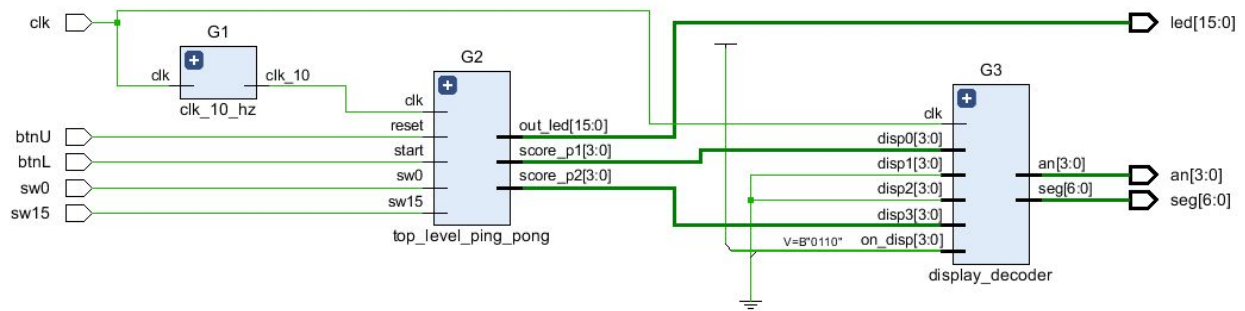 clk
led[15:0]
G1
clk
clk_10
clk_10_hz
G2
clk
reset
start
sw0
sw15
out_led[15:0]
score_p1[3:0]
score_p2[3:0]
top_level_ping_pong
btnU
btnL
sw0
sw15
G3
clk
disp0[3:0]
disp1[3:0]
disp2[3:0]
disp3[3:0]
V=B"0110"
on_disp[3:0]
an[3:0]
seg[6:0]
display_decoder
an[3:0]
seg[6:0]